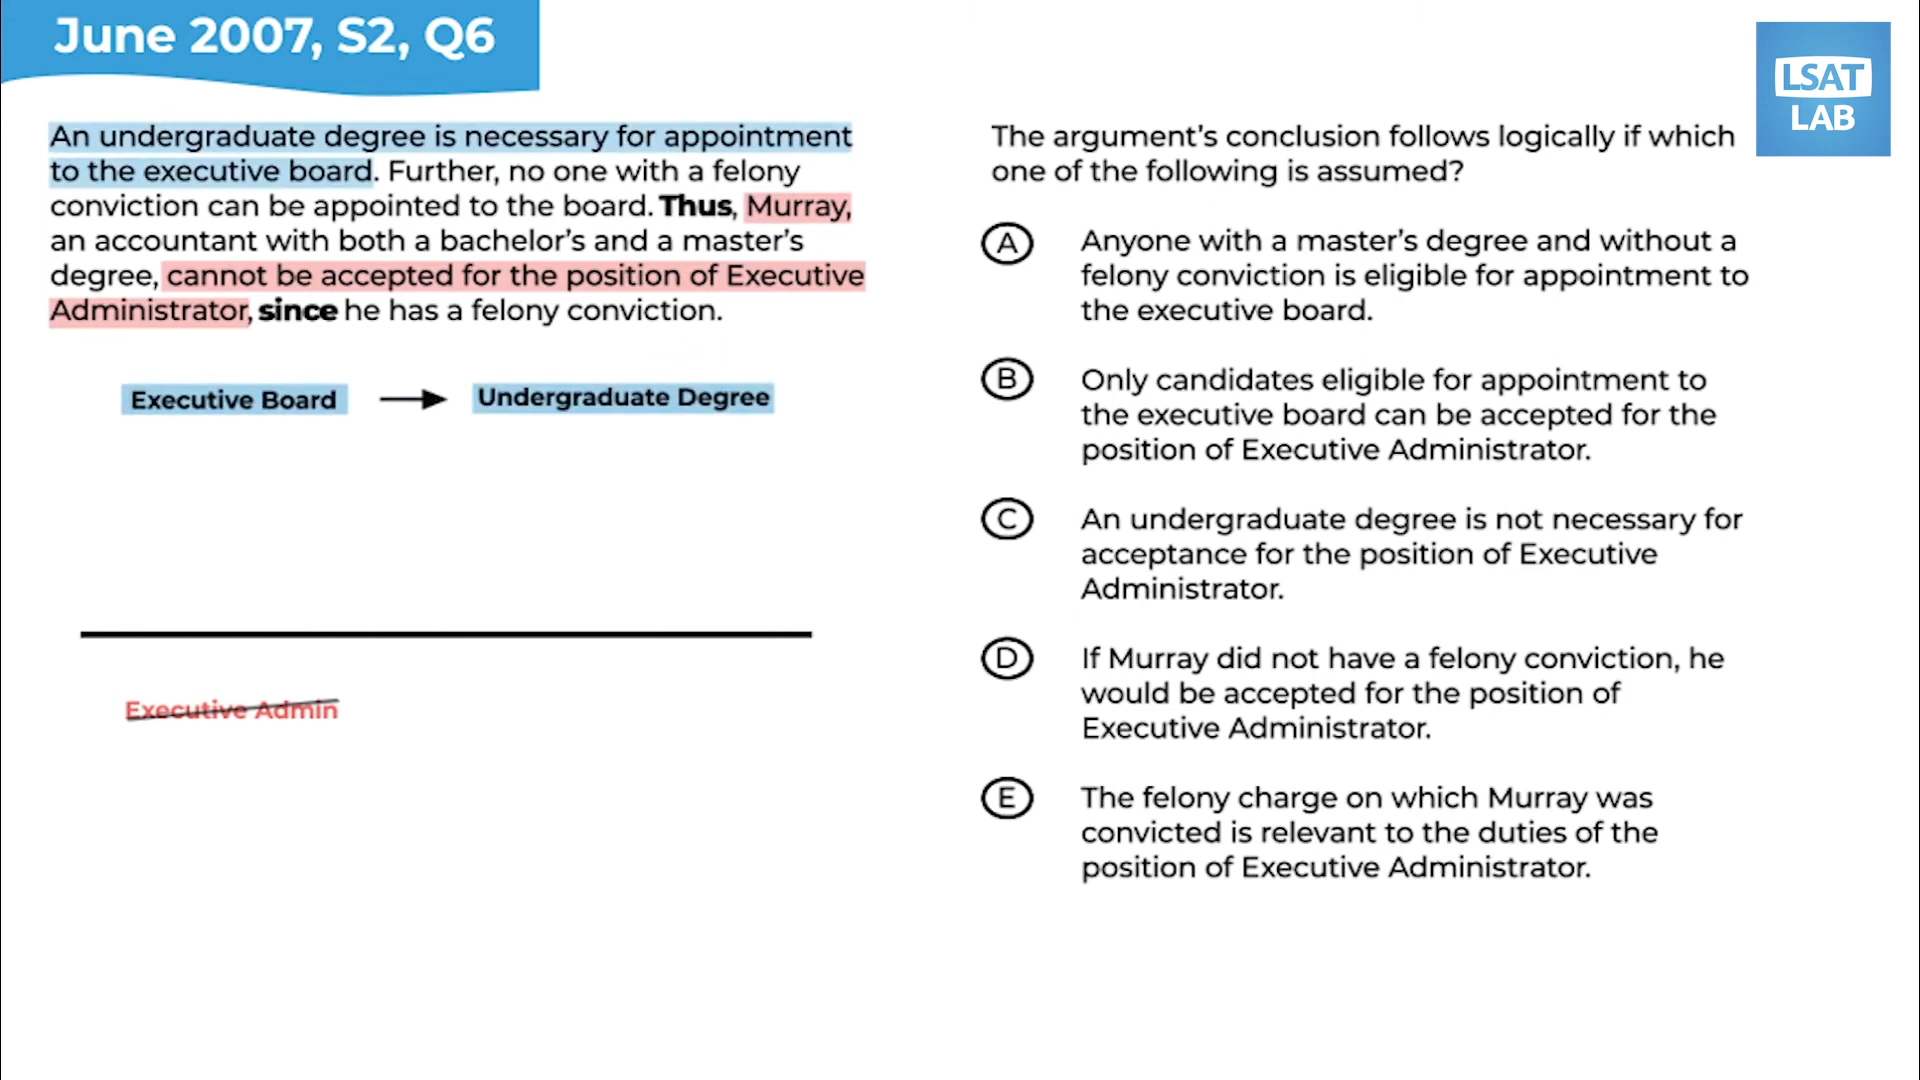 June 2007, S2, Q6
LSAT
LAB
An undergraduate degree is necessary for appointment
to the executive board. Further, no one with a felony
conviction can be appointed to the board. Thus, Murray,
an accountant with both a bachelor's and a master's
degree, cannot be accepted for the position of Executive
Administrator, since he has a felony conviction.
Executive Board
Undergraduate Degree
Executive Admin
The argument's conclusion follows logically if which
one of the following is assumed?
A Anyone with a master's degree and without a
felony conviction is eligible for appointment to
the executive board.
B Only candidates eligible for appointment to
the executive board can be accepted for the
position of Executive Administrator.
C An undergraduate degree is not necessary for
acceptance for the position of Executive
Administrator.
D If Murray did not have a felony conviction, he
would be accepted for the position of
Executive Administrator.
E The felony charge on which Murray was
convicted is relevant to the duties of the
position of Executive Administrator.